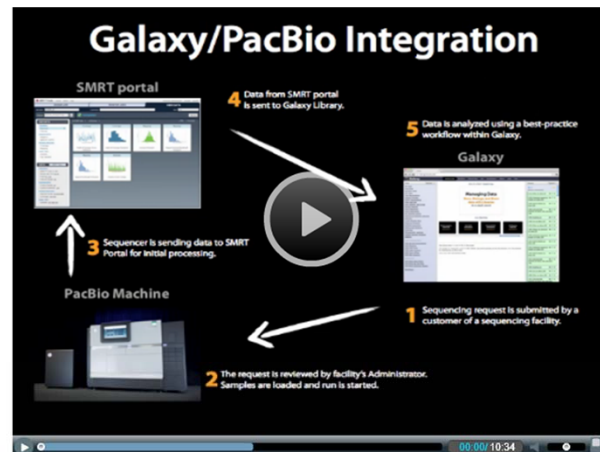 Galaxy/PacBio Integration
SMRT portal
4 Data from SMRT portal
is sent to Galaxy Library.
5 Data is analyzed using a best-practice
workflow within Galaxy.
Galaxy
Managing Data
3 Sequencer is sending data to SMRT
Portal for initial processing.
PacBio Machine
1 Sequencing request is submitted by a
customer of a sequencing facility.
2 The request is reviewed by facility's Administrator.
Samples are loaded and run is started.
00:00/10:34